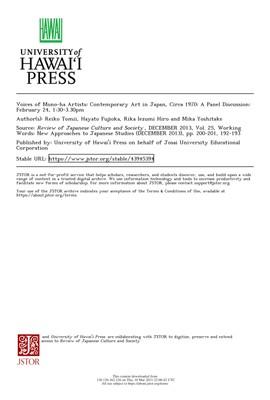 HAWAI'I
UNIVERSITY of
HAWAI'I
PRESS
Voices of Mono-ha Artists: Contemporary Art in Japan, Circa 1970: A Panel Discussion:
February 24, 1:30-3.30pm
Author(s): Reiko Tomii, Hayato Fujioka, Rika Iezumi Hiro and Mika Yoshitake
Source: Review of Japanese Culture and Society, DECEMBER 2013, Vol. 25, Working
Words: New Approaches to Japanese Studies (DECEMBER 2013), pp. 200-201, 192-193
Published by: University of Hawai'i Press on behalf of Josai University Educational
Corporation
Stable URL: https://www.jstor.org/stable/43945394
JSTOR is a not-for-profit service that helps scholars, researchers, and students discover, use, and build upon a wide
range of content in a trusted digital archive. We use information technology and tools to increase productivity and
facilitate new forms of scholarship. For more information about JSTOR, please contact support@jstor.org.
Your use of the JSTOR archive indicates your acceptance of the Terms & Conditions of Use, available at
https://about.jstor.org/terms
and University of Hawai'i Press are collaborating with JSTOR to digitize, preserve and extend
access to Review of Japanese Culture and Society
JSTOR
This content downloaded from
All use subject to https://about.jstor.org/terms